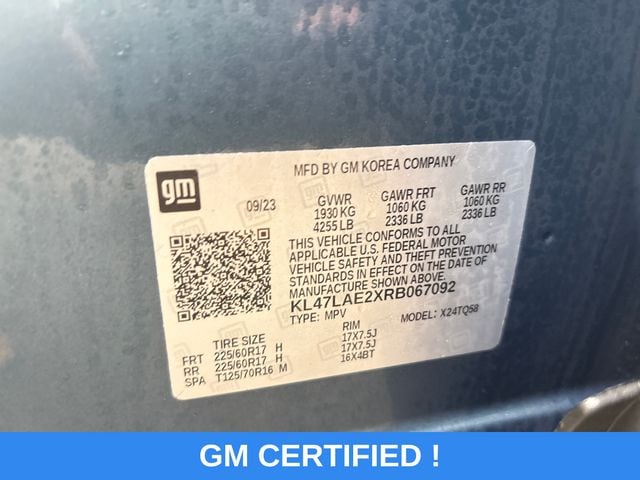 gm
MFD BY GM KOREA COMPANY
09/23
GVWR GAWR FRT GAWR RR
1930 KG 1060 KG 1060 KG
4255 LB 2336 LB 2336 LB
THIS VEHICLE CONFORMS TO ALL
APPLICABLE U.S. FEDERAL MOTOR
VEHICLE SAFETY AND THEFT PREVENTION
STANDARDS IN EFFECT ON THE DATE OF
MANUFACTURE SHOWN ABOVE.
KL47LAE2XRB067092
TYPE: MPV MODEL: X24TQ58
TIRE SIZE RIM
FRT 225/60R17 H 17X7.5J
RR 225/60R17 H 17X7.5J
SPA T125/70R16 M 16X4BT
GM CERTIFIED !